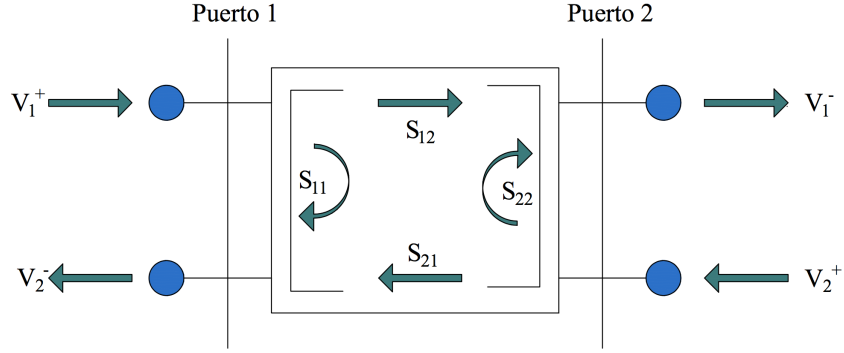 Puerto 1 Puerto 2
V₁⁺ V₁⁻
S₁₂
S₁₁ S₂₂
S₂₁
V₂⁻ V₂⁺